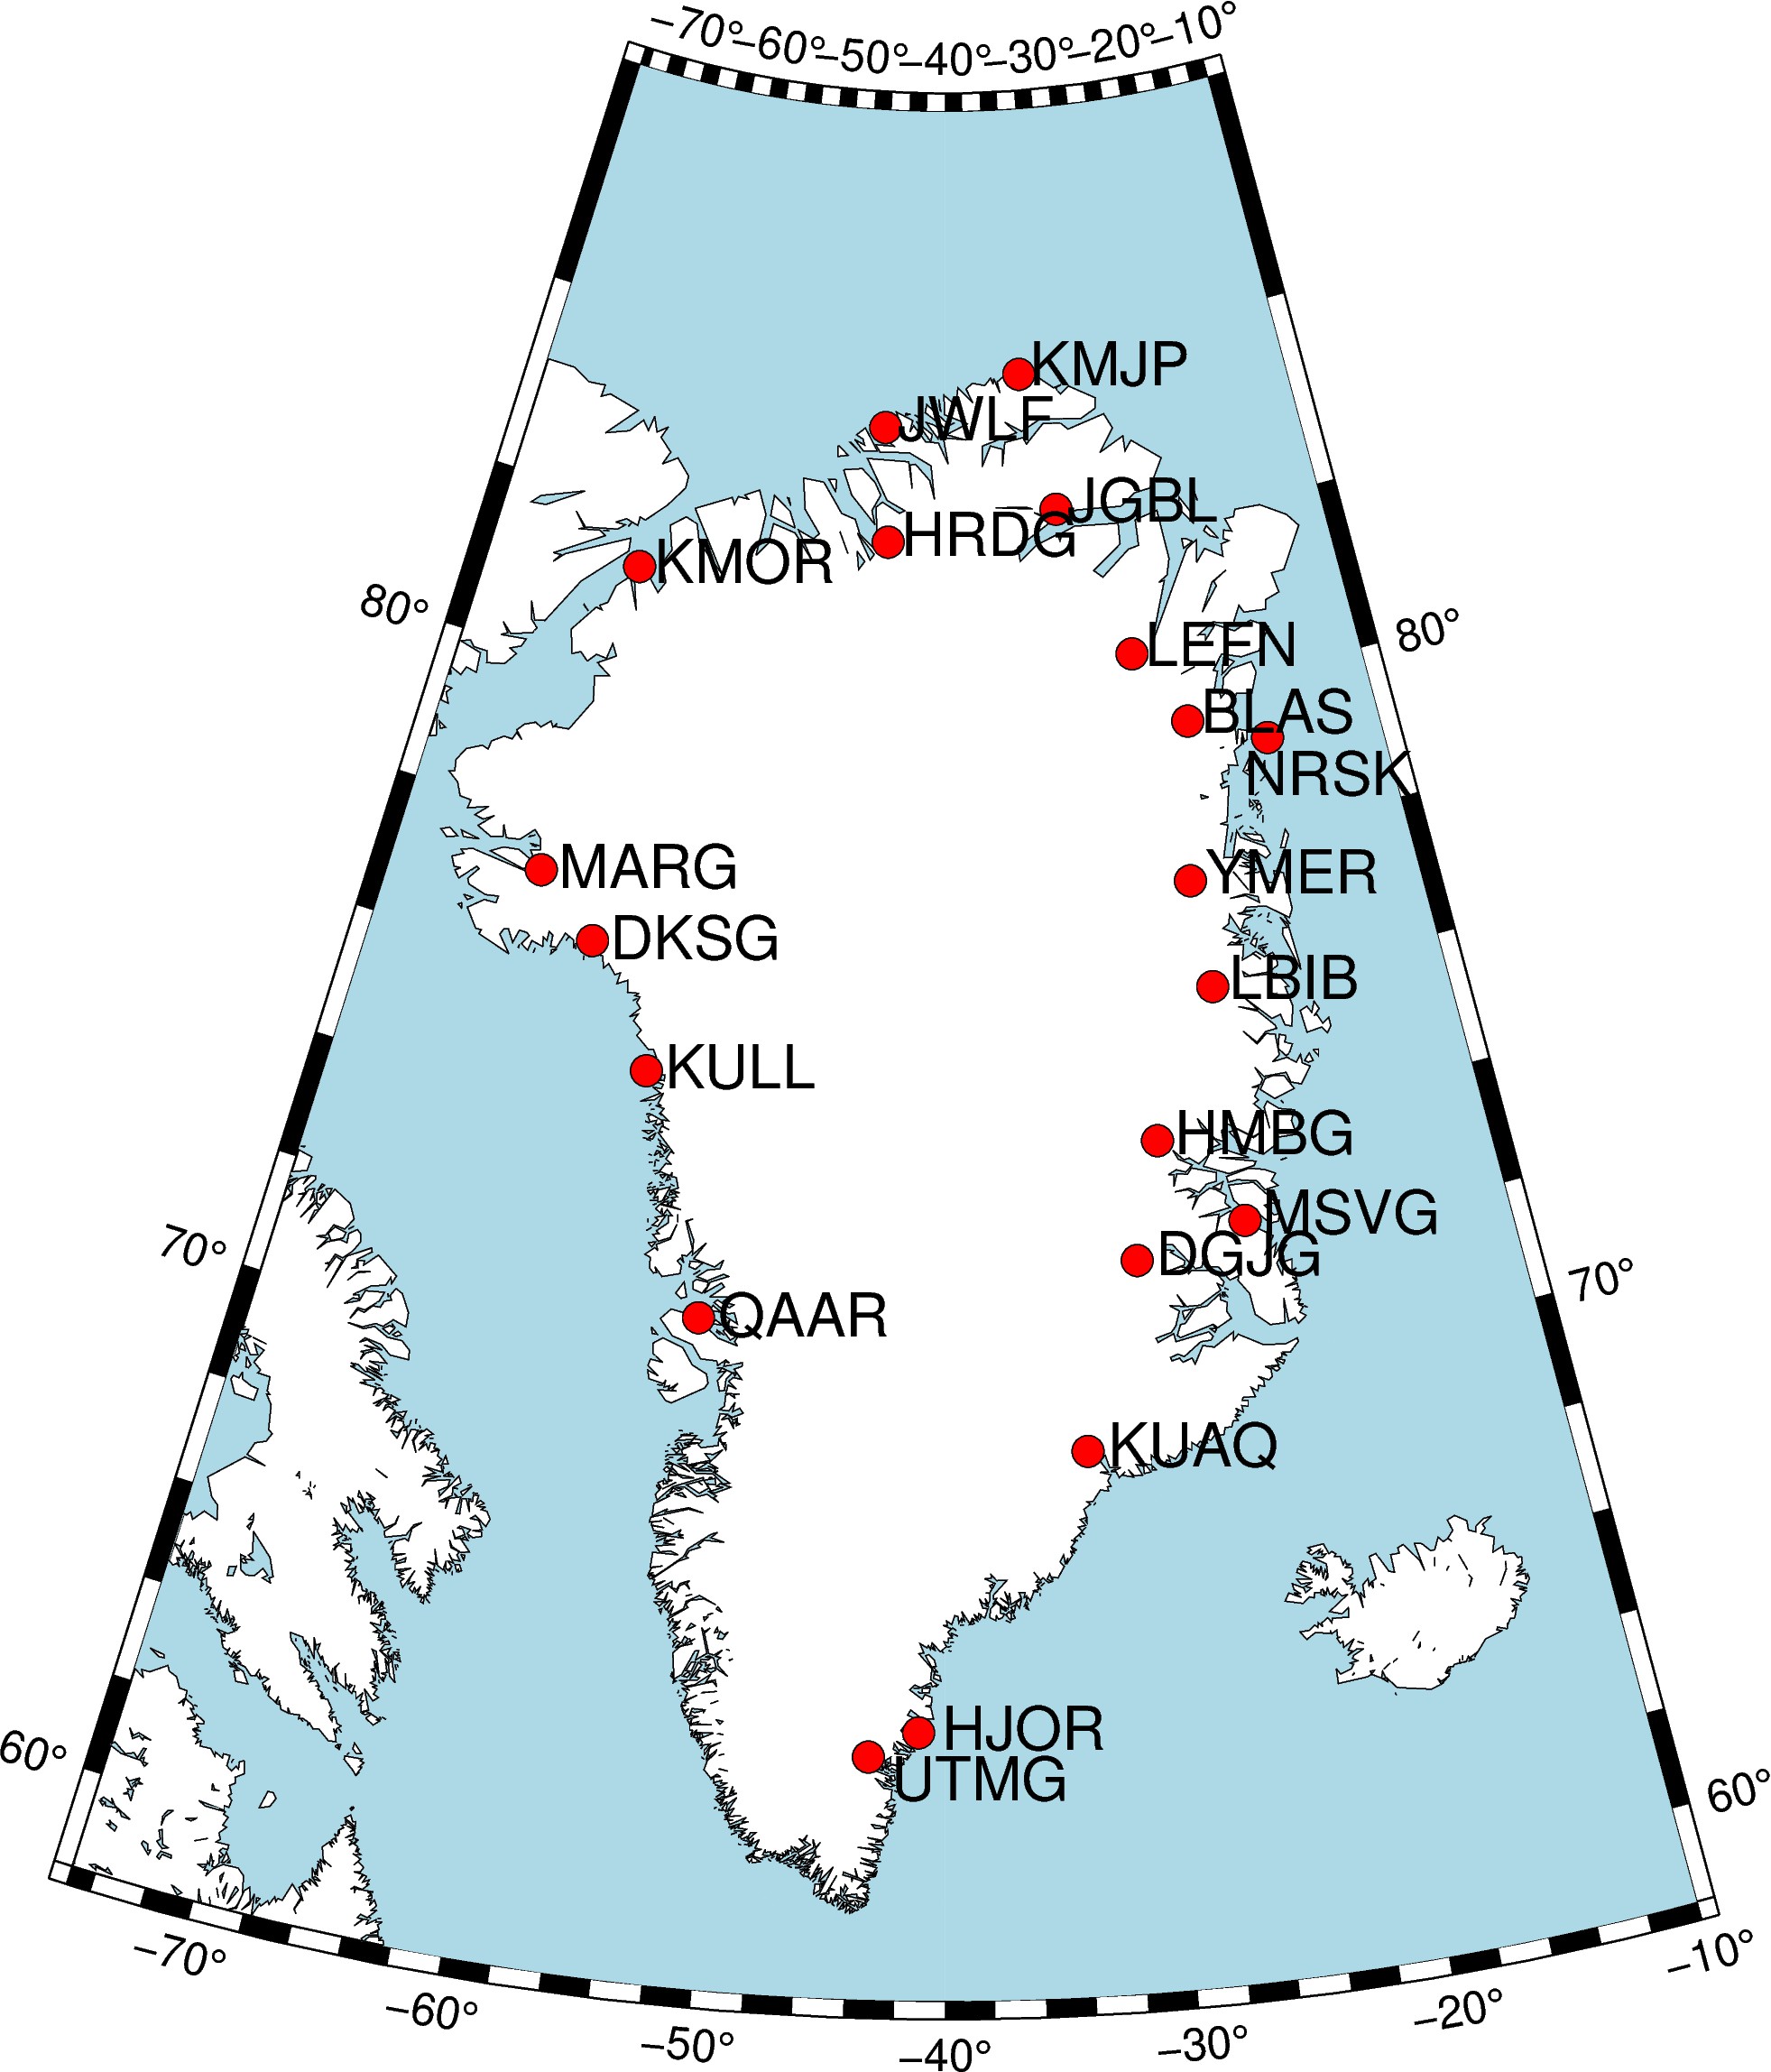 −70° −60° −50° −40° −30° −20° −10°
KMJP
JWLF
JGBL
HRDG
KMOR
80°
80°
LEFN
BLAS
NRSK
MARG
YMER
DKSG
LBIB
KULL
HMBG
MSVG
DGJG
70°
70°
QAAR
KUAQ
HJOR
UTMG
60°
60°
−70° −60° −50° −40° −30° −20° −10°